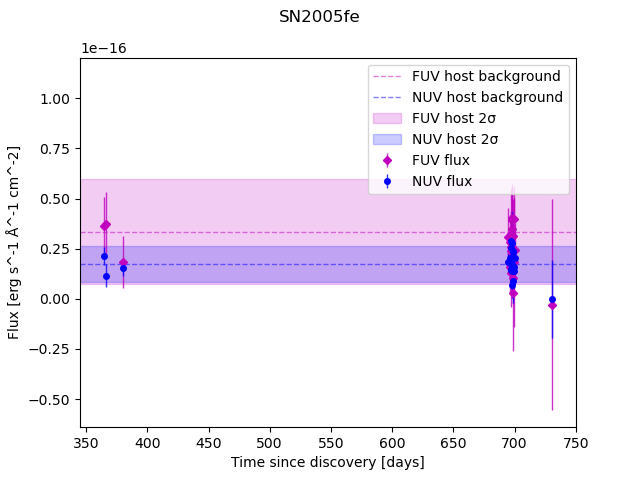 SN2005fe
1e−16
FUV host background
NUV host background
FUV host 2σ
NUV host 2σ
FUV flux
NUV flux
1.00
0.75
0.50
0.25
0.00
−0.25
−0.50
Flux [erg s^-1 Å^-1 cm^-2]
350 400 450 500 550 600 650 700 750
Time since discovery [days]